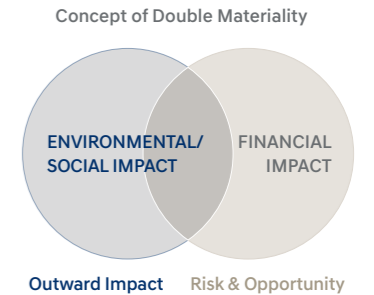 Concept of Double Materiality
ENVIRONMENTAL/
SOCIAL IMPACT
FINANCIAL
IMPACT
Outward Impact
Risk & Opportunity